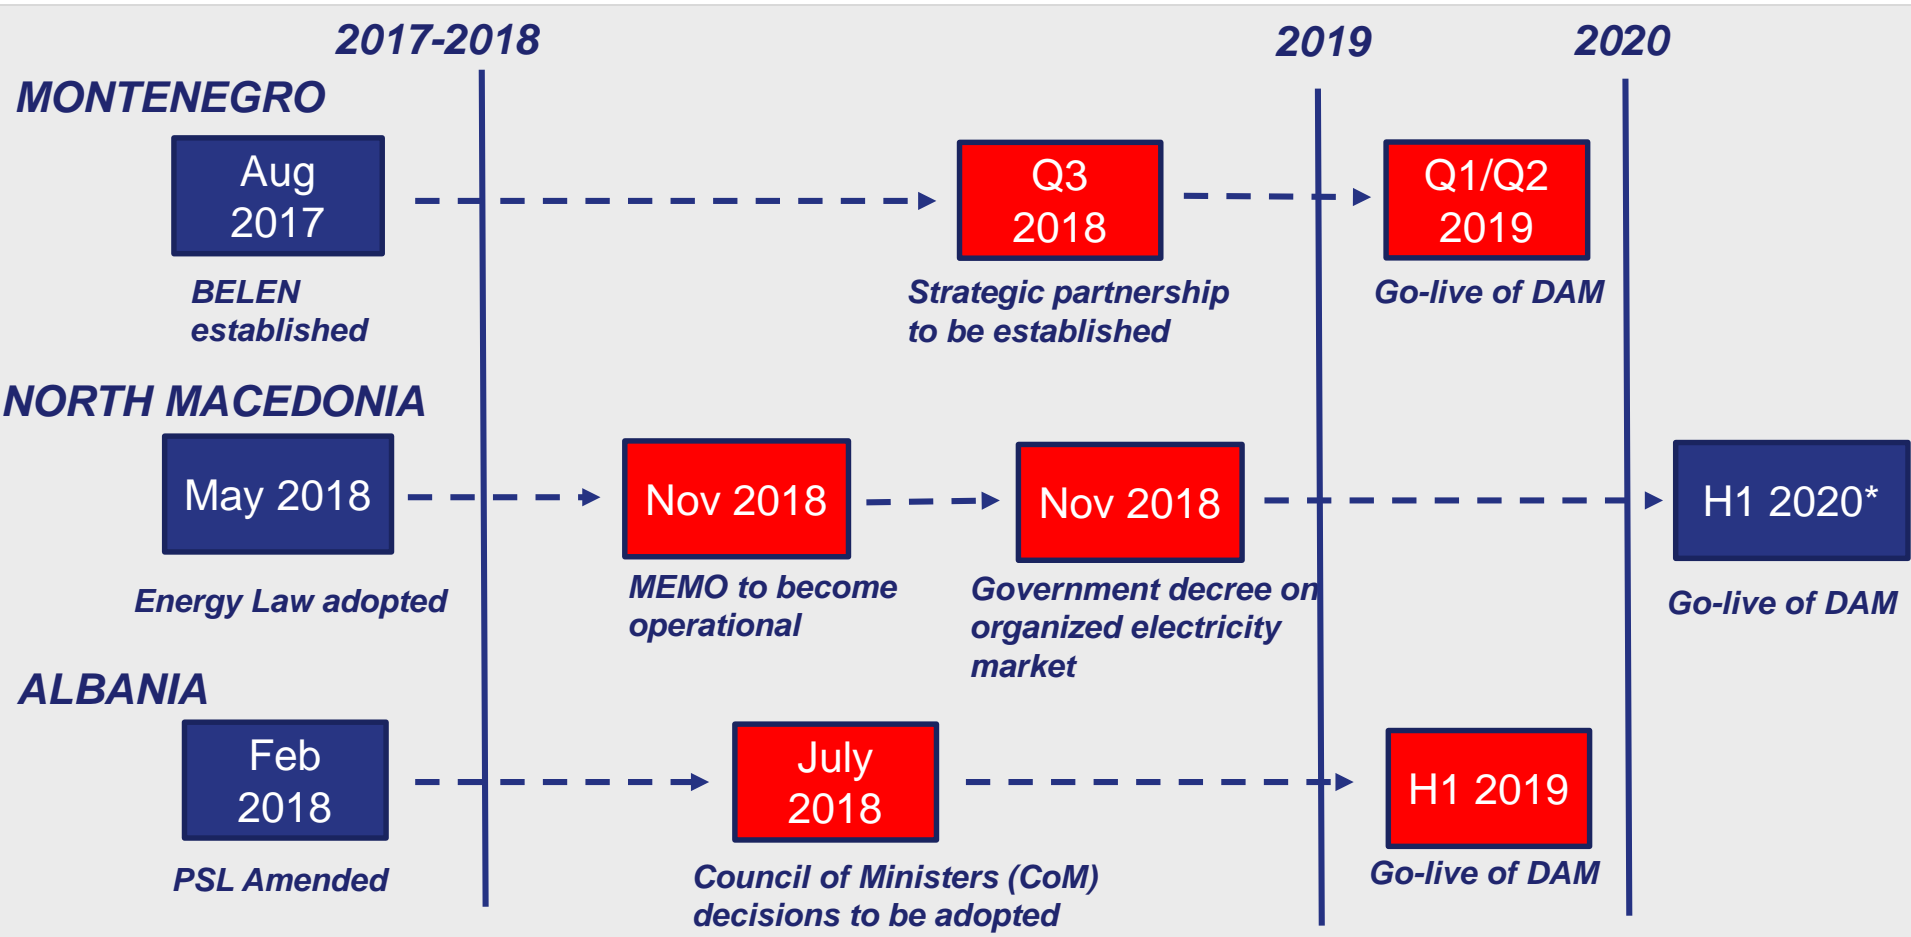 2017-2018
2019
2020
MONTENEGRO
Aug
2017
Q3
2018
Q1/Q2
2019
BELEN
established
Strategic partnership
to be established
Go-live of DAM
NORTH MACEDONIA
May 2018
Nov 2018
Nov 2018
H1 2020*
Energy Law adopted
MEMO to become
operational
Government decree on
organized electricity
market
Go-live of DAM
ALBANIA
Feb
2018
July
2018
H1 2019
PSL Amended
Council of Ministers (CoM)
decisions to be adopted
Go-live of DAM